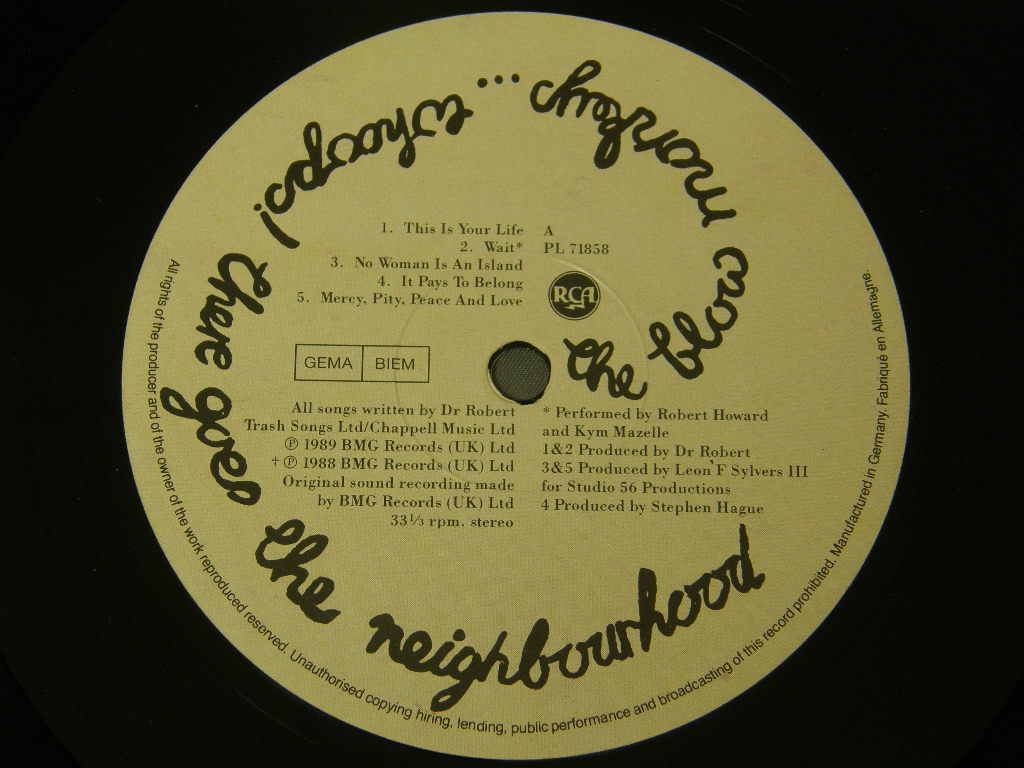 the blow monkeys ... whoops! there goes the neighbourhood
1. This Is Your Life
2. Wait*
3. No Woman Is An Island
4. It Pays To Belong
5. Mercy, Pity, Peace And Love
A
PL 71858
RCA
GEMA BIEM
All songs written by Dr Robert
Trash Songs Ltd/Chappell Music Ltd
℗ 1989 BMG Records (UK) Ltd
† ℗ 1988 BMG Records (UK) Ltd
Original sound recording made
by BMG Records (UK) Ltd
33⅓ rpm. stereo
* Performed by Robert Howard
and Kym Mazelle
1&2 Produced by Dr Robert
3&5 Produced by Leon F Sylvers III
for Studio 56 Productions
4 Produced by Stephen Hague
All rights of the producer and of the owner of the work reproduced reserved. Unauthorised copying hiring, lending, public performance and broadcasting of this record prohibited. Manufactured in Germany. Fabriqué en Allemagne.